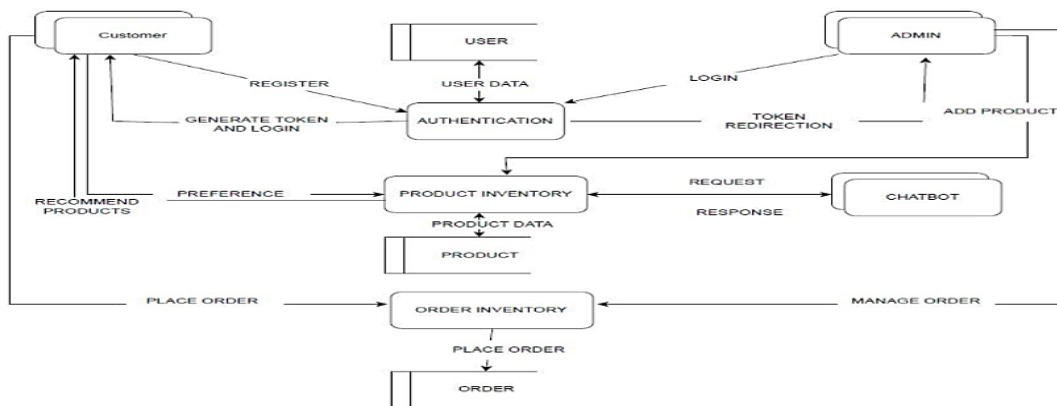 Customer
USER
ADMIN
REGISTER
USER DATA
LOGIN
GENERATE TOKEN
AND LOGIN
AUTHENTICATION
TOKEN
REDIRECTION
ADD PRODUCT
RECOMMEND
PRODUCTS
PREFERENCE
PRODUCT INVENTORY
REQUEST
RESPONSE
CHATBOT
PRODUCT DATA
PRODUCT
PLACE ORDER
ORDER INVENTORY
MANAGE ORDER
PLACE ORDER
ORDER